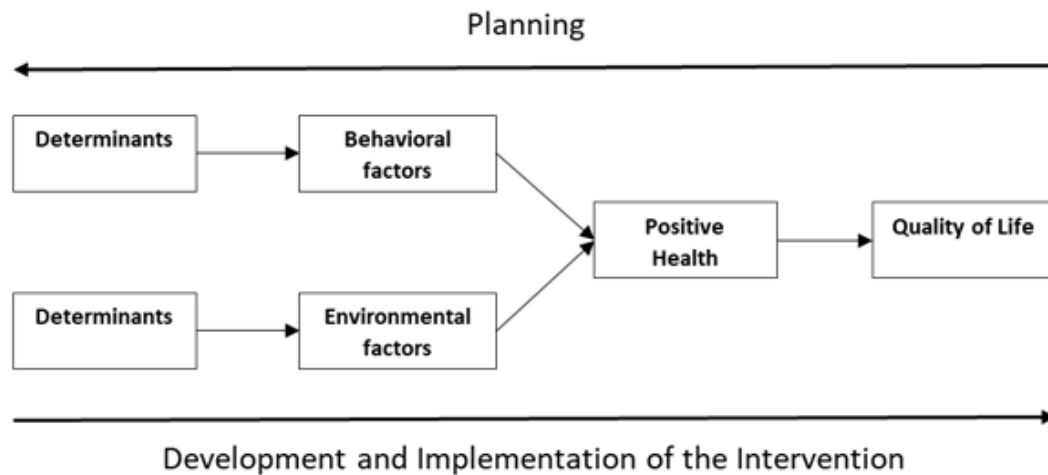 Planning
Determinants
Behavioral
factors
Positive
Health
Quality of Life
Determinants
Environmental
factors
Development and Implementation of the Intervention